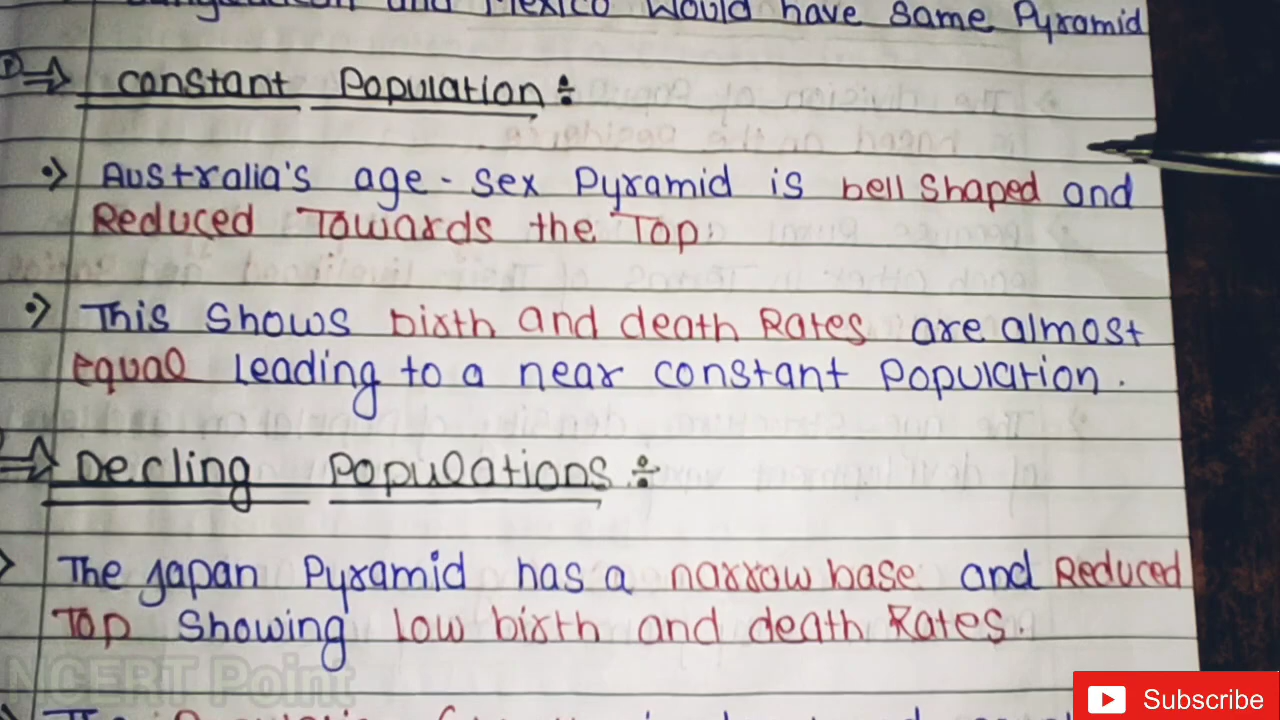 and Mexico would have same Pyramid
⇒ Constant Population ÷
•> Australia's age - sex Pyramid is bell shaped and
Reduced Towards the Top.
•> This shows birth and death Rates are almost
equal leading to a near constant Population.
⇒ Decling Populations ÷
> The Japan Pyramid has a narrow base and Reduced
Top showing low birth and death Rates.
NCERT Point
Subscribe